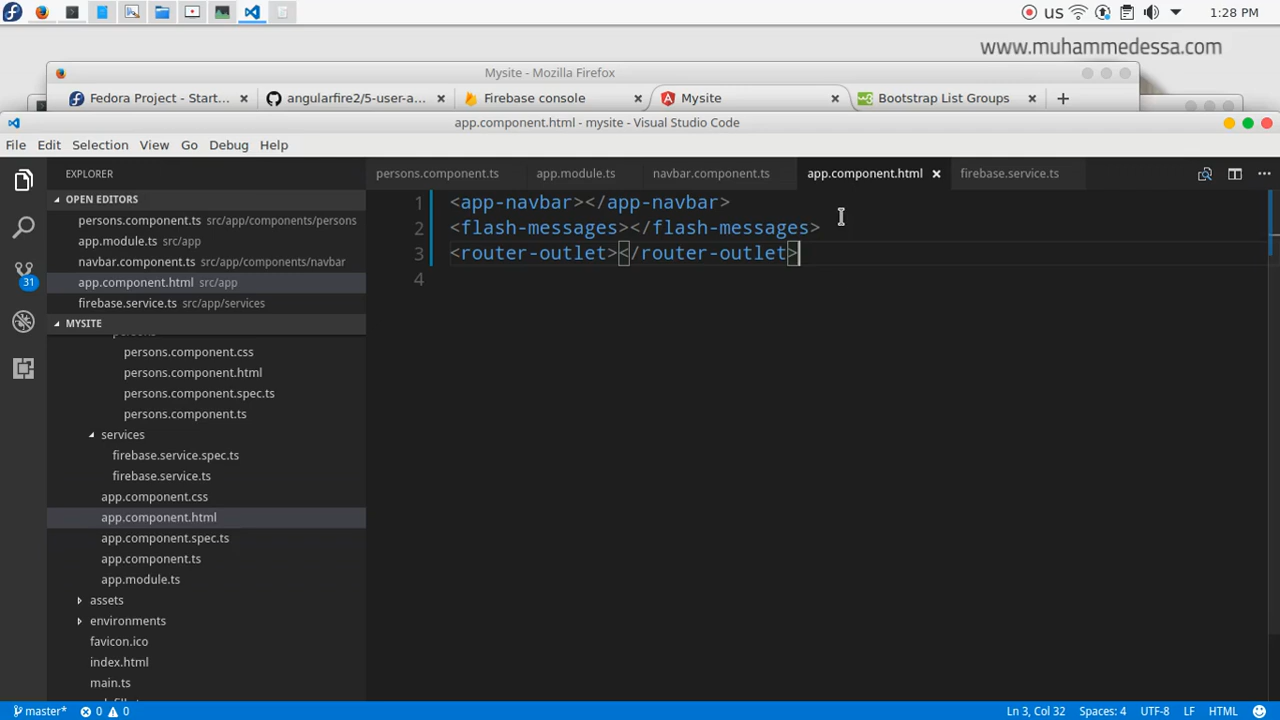 us
1:28 PM
www.muhammedessa.com
Mysite - Mozilla Firefox
Fedora Project - Start...
angularfire2/5-user-a...
Firebase console
Mysite
Bootstrap List Groups
app.component.html - mysite - Visual Studio Code
File Edit Selection View Go Debug Help
EXPLORER
persons.component.ts
app.module.ts
navbar.component.ts
app.component.html
firebase.service.ts
OPEN EDITORS
persons.component.ts src/app/components/persons
app.module.ts src/app
navbar.component.ts src/app/components/navbar
app.component.html src/app
firebase.service.ts src/app/services
31
MYSITE
persons
persons.component.css
persons.component.html
persons.component.spec.ts
persons.component.ts
services
firebase.service.spec.ts
firebase.service.ts
app.component.css
app.component.html
app.component.spec.ts
app.component.ts
app.module.ts
assets
environments
favicon.ico
index.html
main.ts
1 <app-navbar></app-navbar>
2 <flash-messages></flash-messages>
3 <router-outlet></router-outlet>
4
master* 0 0
Ln 3, Col 32 Spaces: 4 UTF-8 LF HTML